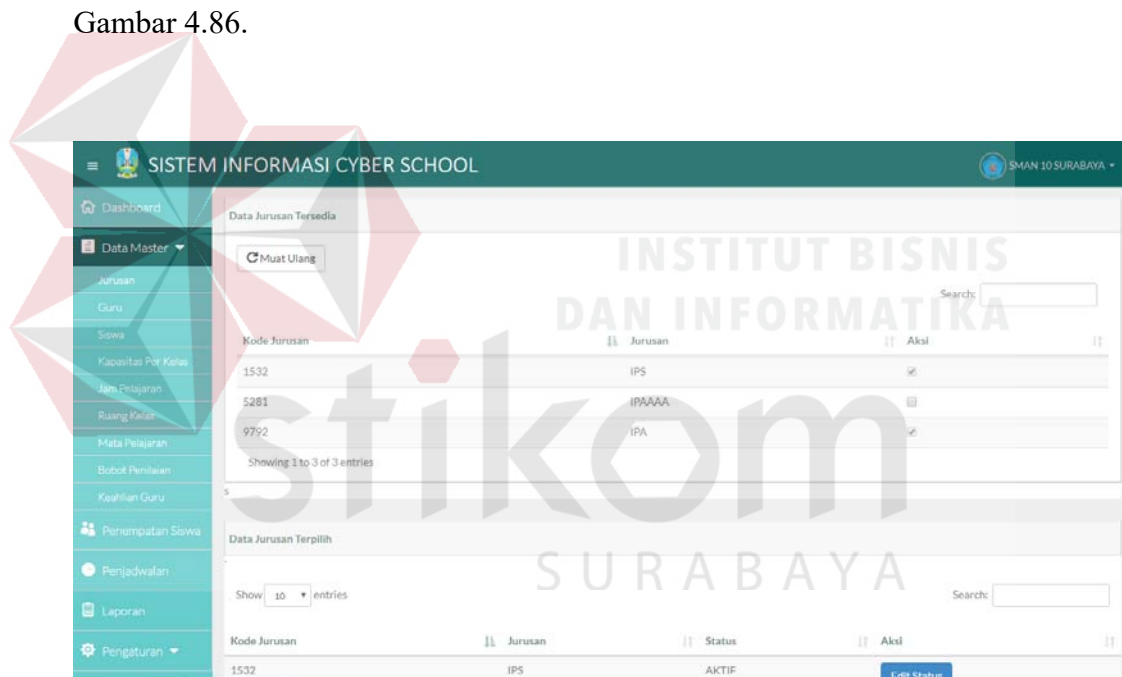 Gambar 4.86.
SISTEM INFORMASI CYBER SCHOOL
SMAN 10 SURABAYA
Dashboard
Data Master
Jurusan
Guru
Siswa
Kapasitas Per Kelas
Jam Pelajaran
Ruang Kelas
Mata Pelajaran
Bobot Penilaian
Keahlian Guru
Penempatan Siswa
Penjadwalan
Laporan
Pengaturan
Data Jurusan Tersedia
Muat Ulang
Search:
Kode Jurusan Jurusan Aksi
1532 IPS
5281 IPAAAA
9792 IPA
Showing 1 to 3 of 3 entries
s
Data Jurusan Terpilih
Show 10 entries
Search:
Kode Jurusan Jurusan Status Aksi
1532 IPS AKTIF Edit Status
INSTITUT BISNIS
DAN INFORMATIKA
stikom
SURABAYA